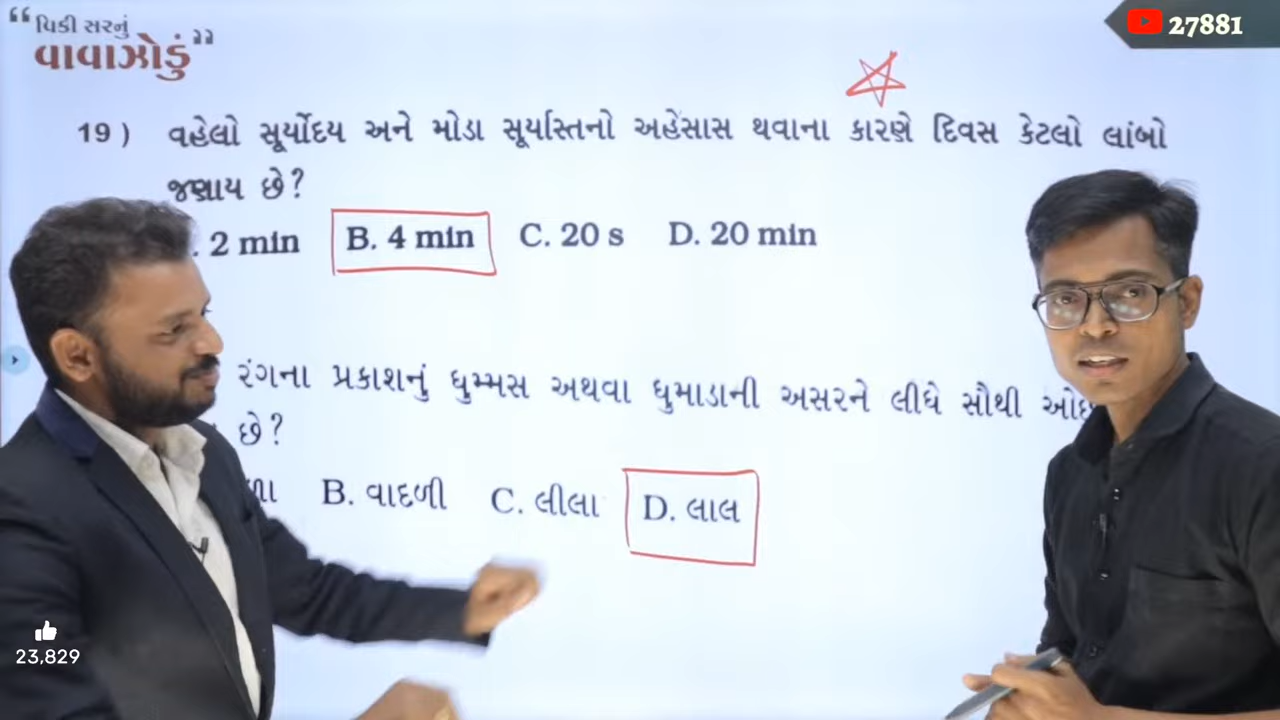 “ વિકી સરનું
વાવાઝોડું ”
27881
19 ) વહેલો સૂર્યોદય અને મોડા સૂર્યાસ્તનો અહેસાસ થવાના કારણે દિવસ કેટલો લાંબો
જણાય છે?
. 2 min B. 4 min C. 20 s D. 20 min
રંગના પ્રકાશનું ધુમ્મસ અથવા ધુમાડાની અસરને લીધે સૌથી
છે?
B. વાદળી C. લીલા D. લાલ
23,829